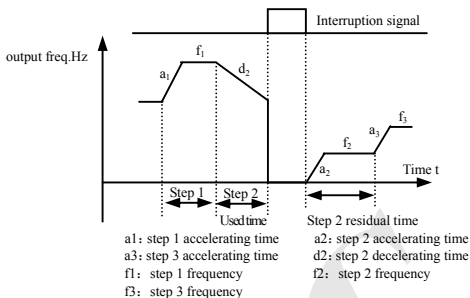 Interruption signal
output freq.Hz
f1
a1
d2
a3
f3
f2
a2
Time t
Step 1
Step 2
Used time
Step 2 residual time
a1: step 1 accelerating time
a2: step 2 accelerating time
a3: step 3 accelerating time
d2: step 2 decelerating time
f1: step 1 frequency
f2: step 2 frequency
f3: step 3 frequency